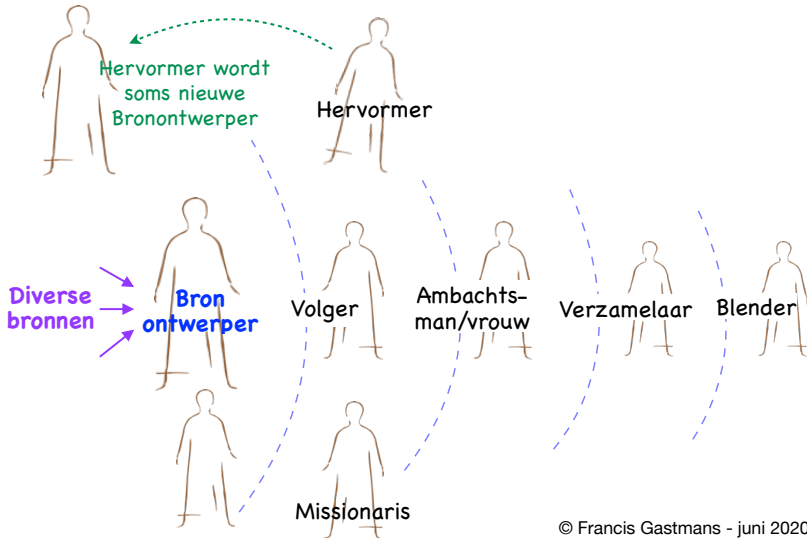 Hervormer wordt
soms nieuwe
Bronontwerper
Hervormer
Diverse
bronnen
Bron
ontwerper
Volger
Ambachts-
man/vrouw
Verzamelaar
Blender
Missionaris
© Francis Gastmans - juni 2020